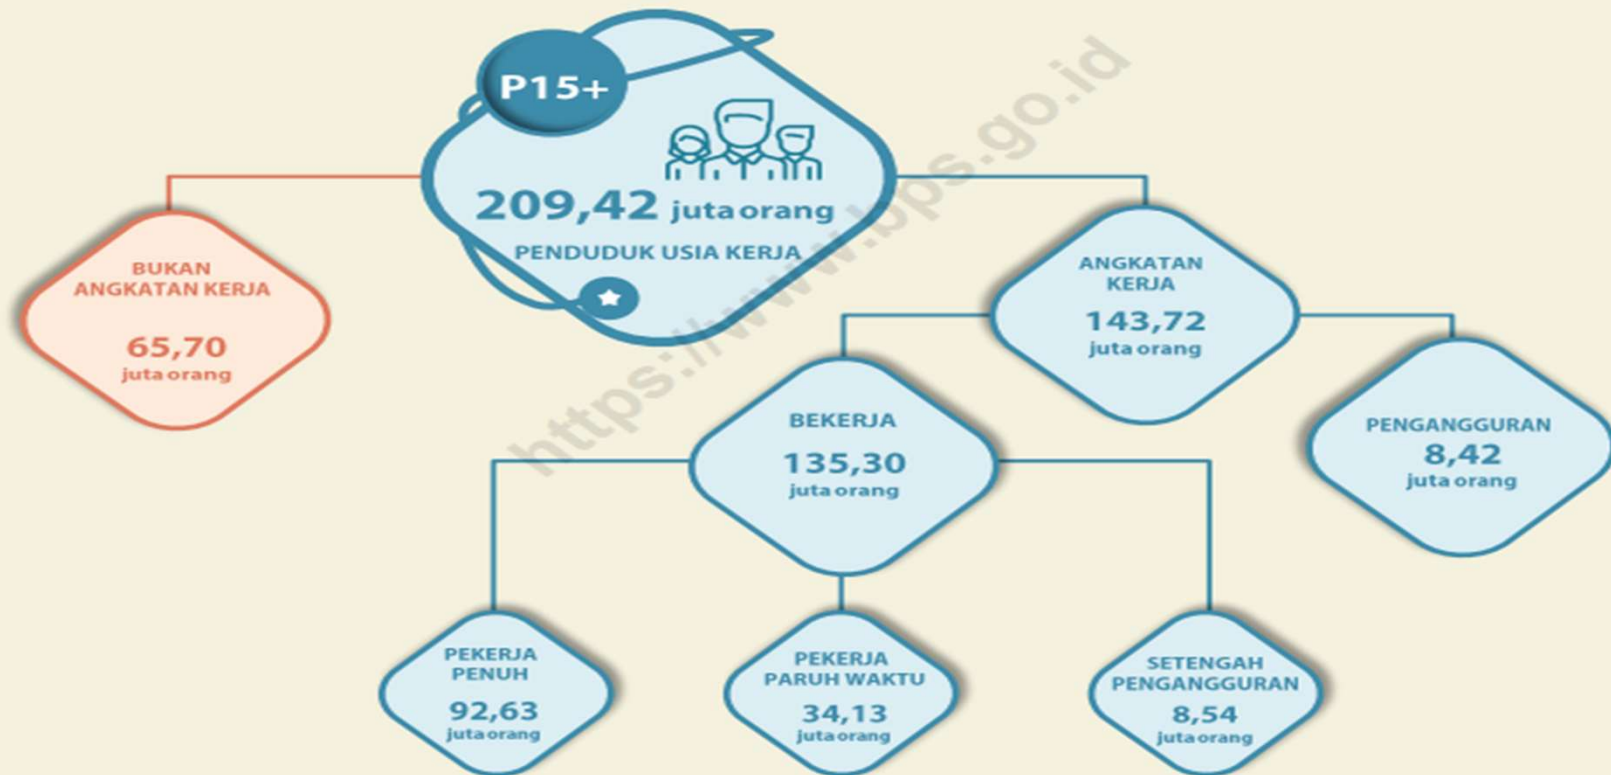 P15+
209,42 juta orang
PENDUDUK USIA KERJA
BUKAN
ANGKATAN KERJA
65,70
juta orang
ANGKATAN
KERJA
143,72
juta orang
BEKERJA
135,30
juta orang
PENGANGGURAN
8,42
juta orang
PEKERJA
PENUH
92,63
juta orang
PEKERJA
PARUH WAKTU
34,13
juta orang
SETENGAH
PENGANGGURAN
8,54
juta orang
https://www.bps.go.id